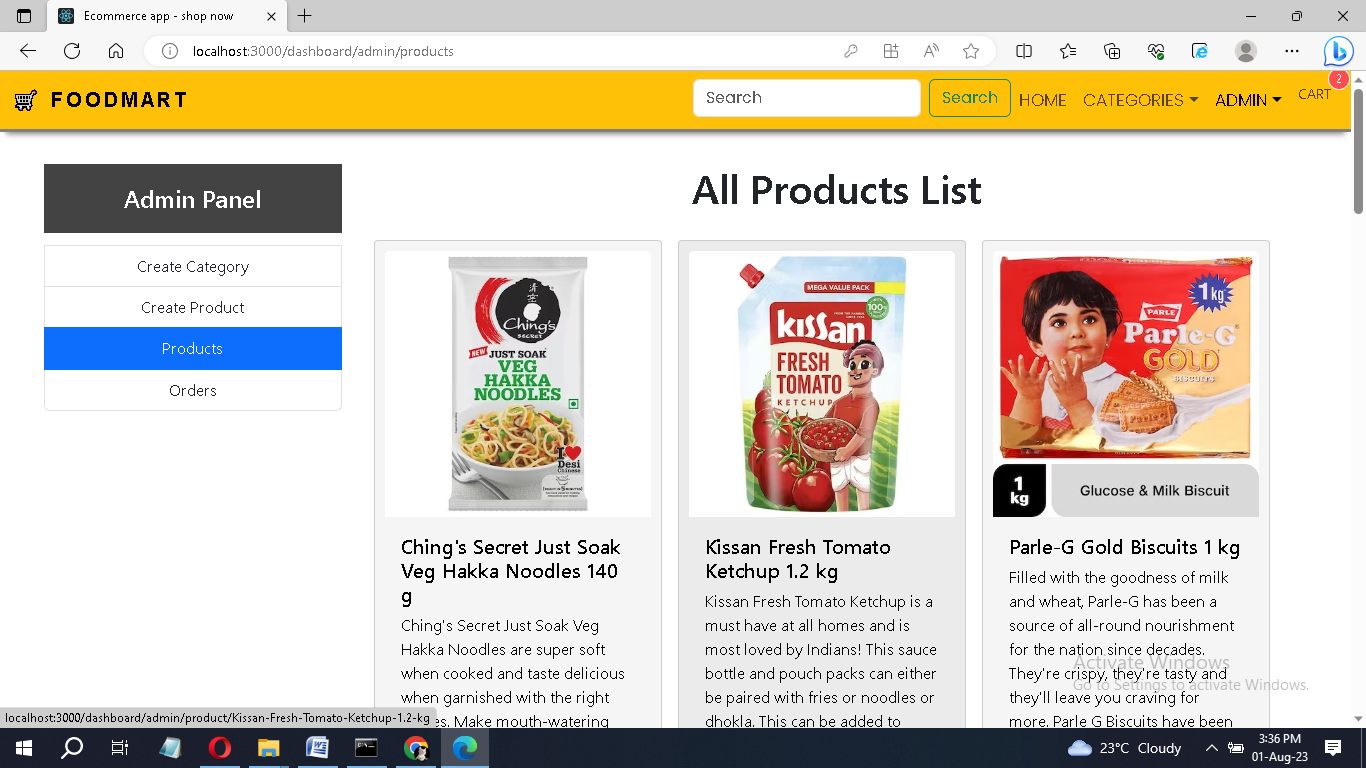 Ecommerce app - shop now
localhost:3000/dashboard/admin/products
FOODMART
Search
Search
HOME
CATEGORIES
ADMIN
CART
2
Admin Panel
Create Category
Create Product
Products
Orders
All Products List
Ching's
SECRET
NEW JUST SOAK
VEG
HAKKA
NOODLES
I
Desi
Chinese
MEGA VALUE PACK
100%
Kissan
FRESH
TOMATO
KETCHUP
1kg
PARLE
Parle-G
GOLD
BISCUITS
1
kg
Glucose & Milk Biscuit
Ching's Secret Just Soak
Veg Hakka Noodles 140
g
Ching's Secret Just Soak Veg
Hakka Noodles are super soft
when cooked and taste delicious
when garnished with the right
es. Make mouth-watering
Kissan Fresh Tomato
Ketchup 1.2 kg
Kissan Fresh Tomato Ketchup is a
must have at all homes and is
most loved by Indians! This sauce
bottle and pouch packs can either
be paired with fries or noodles or
dhokla. This can be added to
Parle-G Gold Biscuits 1 kg
Filled with the goodness of milk
and wheat, Parle-G has been a
source of all-round nourishment
for the nation since decades.
They're crispy, they're tasty and
they'll leave you craving for
more. Parle G Biscuits have been
Activate Windows
Go to Settings to activate Windows.
localhost:3000/dashboard/admin/product/Kissan-Fresh-Tomato-Ketchup-1.2-kg
23°C Cloudy
3:36 PM
01-Aug-23